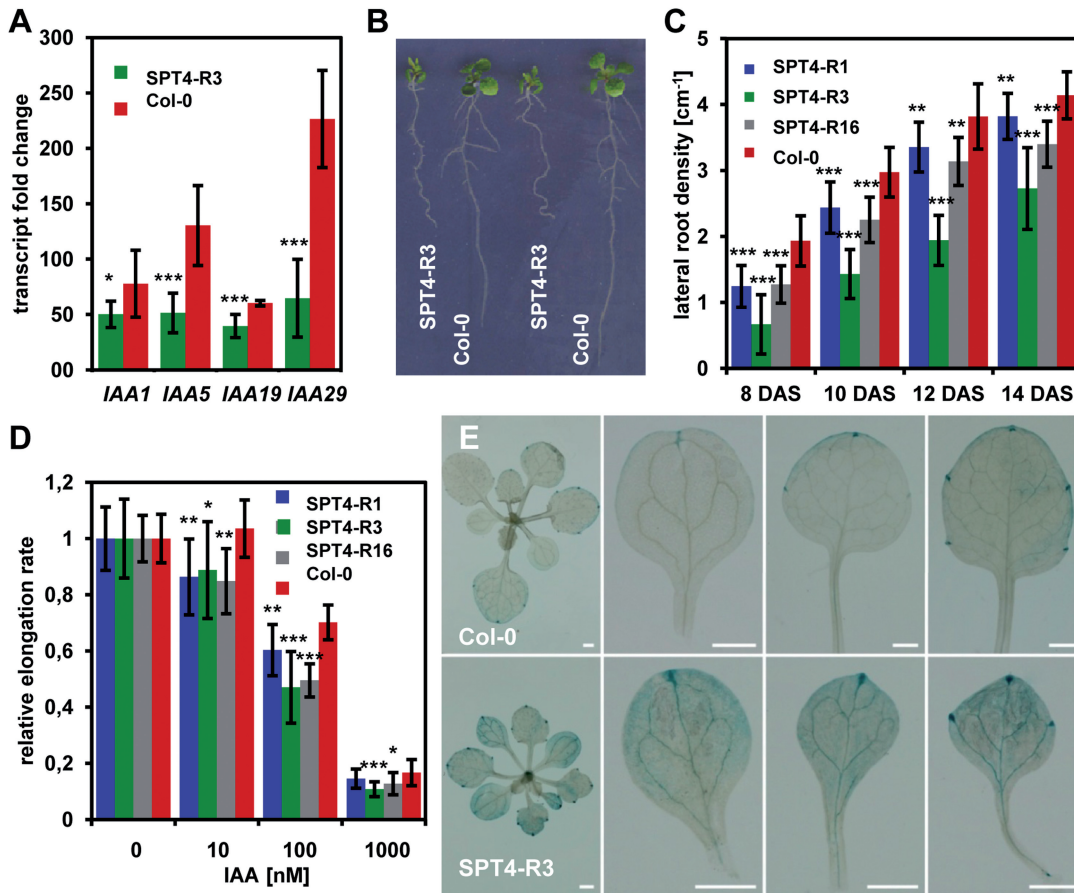 A
300
250
200
150
100
50
00
transcript fold change
SPT4-R3
Col-0
*
***
***
***
IAA1
IAA5
IAA19
IAA29
B
SPT4-R3
Col-0
SPT4-R3
Col-0
C
5
4
3
2
1
0
lateral root density [cm-1]
SPT4-R1
SPT4-R3
SPT4-R16
Col-0
***
***
***
***
***
***
**
***
**
**
***
***
8 DAS
10 DAS
12 DAS
14 DAS
D
1,2
1
0,8
0,6
0,4
0,2
0
relative elongation rate
SPT4-R1
SPT4-R3
SPT4-R16
Col-0
**
*
**
**
***
***
***
*
0
10
100
1000
IAA [nM]
E
Col-0
SPT4-R3